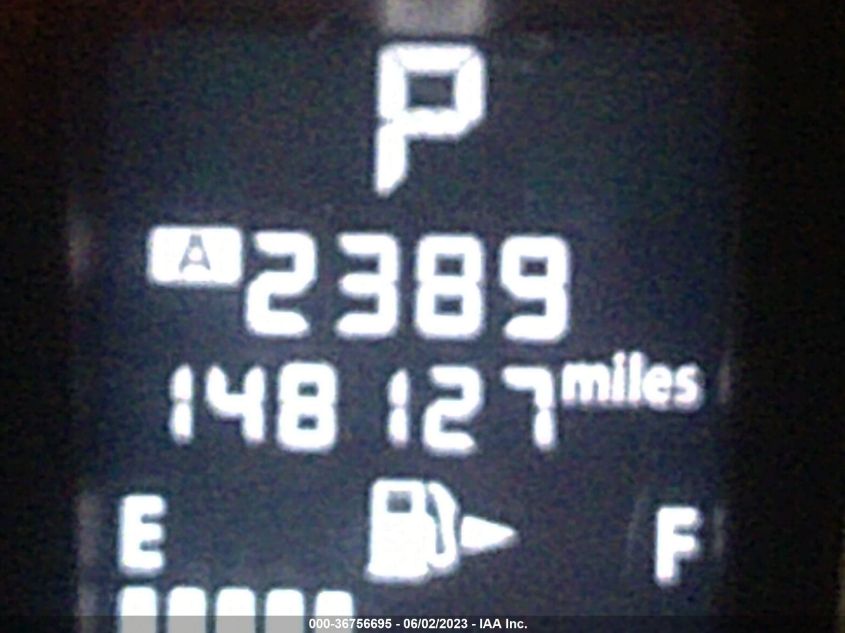 P
A 2389
148127 miles
E F
000-36756695 - 06/02/2023 - IAA Inc.